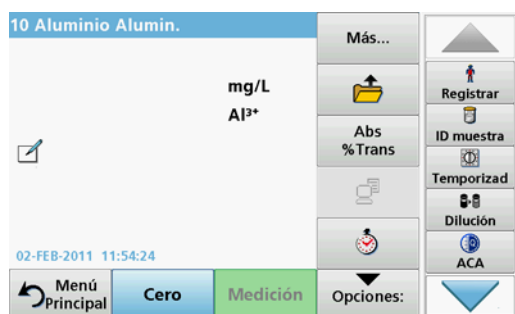 10 Aluminio Alumin.
mg/L
Al³⁺
02-FEB-2011 11:54:24
Menú
Principal
Cero
Medición
Más...
Abs
%Trans
Opciones:
Registrar
ID muestra
Temporizad
Dilución
ACA